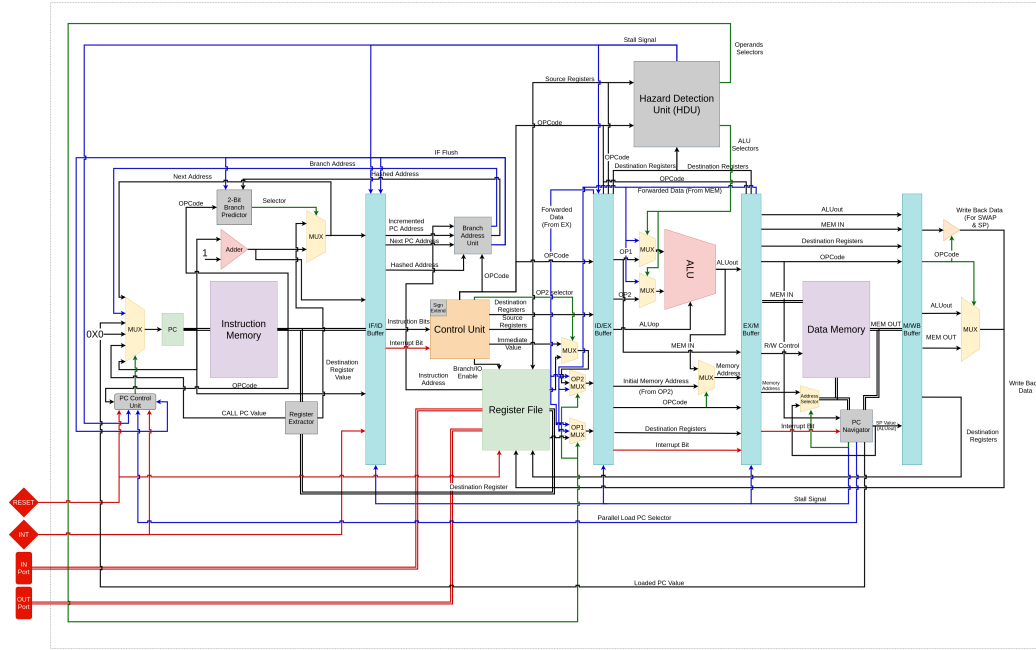 Stall Signal
Operands
Selectors
Source Registers
Hazard Detection
Unit (HDU)
OPCode
ALU
Selectors
IF Flush
OPCode
Branch Address
Destination Registers
Destination Registers
Hashed Address
Next Address
OPCode
Forwarded Data (From MEM)
2-Bit
Branch
Predictor
Selector
OPCode
Forwarded
Data
(From EX)
ALUout
Write Back Data
(For SWAP
& SP)
MEM IN
Incremented
PC Address
Next PC Address
Branch
Address
Unit
MUX
Adder
1
Destination Registers
OP1
MUX
ALU
OPCode
OPCode
OPCode
Hashed Address
ALUout
OPCode
OP2 selector
OP2
MUX
MEM IN
Instruction
Memory
Sign
Extend
Control Unit
Destination
Registers
Source
Registers
Data Memory
ALUout
0X0
MUX
PC
IF/ID
Buffer
Instruction Bits
ID/EX
Buffer
ALUop
EX/M
Buffer
MEM OUT
M/WB
Buffer
MUX
Interrupt Bit
Immediate
Value
MUX
MEM IN
R/W Control
MEM OUT
Destination
Register
Value
Branch/IO
Enable
Instruction
Address
OP2
MUX
Initial Memory Address
(From OP2)
MUX
Memory
Address
Memory
Address
OPCode
PC Control
Unit
Address
Selector
Write Back
Data
CALL PC Value
Register
Extractor
Register File
OPCode
OP1
MUX
Destination Registers
Interrupt Bit
Interrupt Bit
PC
Navigator
SP Value
(ALUout)
Destination
Registers
Destination Register
Stall Signal
RESET
Parallel Load PC Selector
INT
IN
Port
Loaded PC Value
OUT
Port